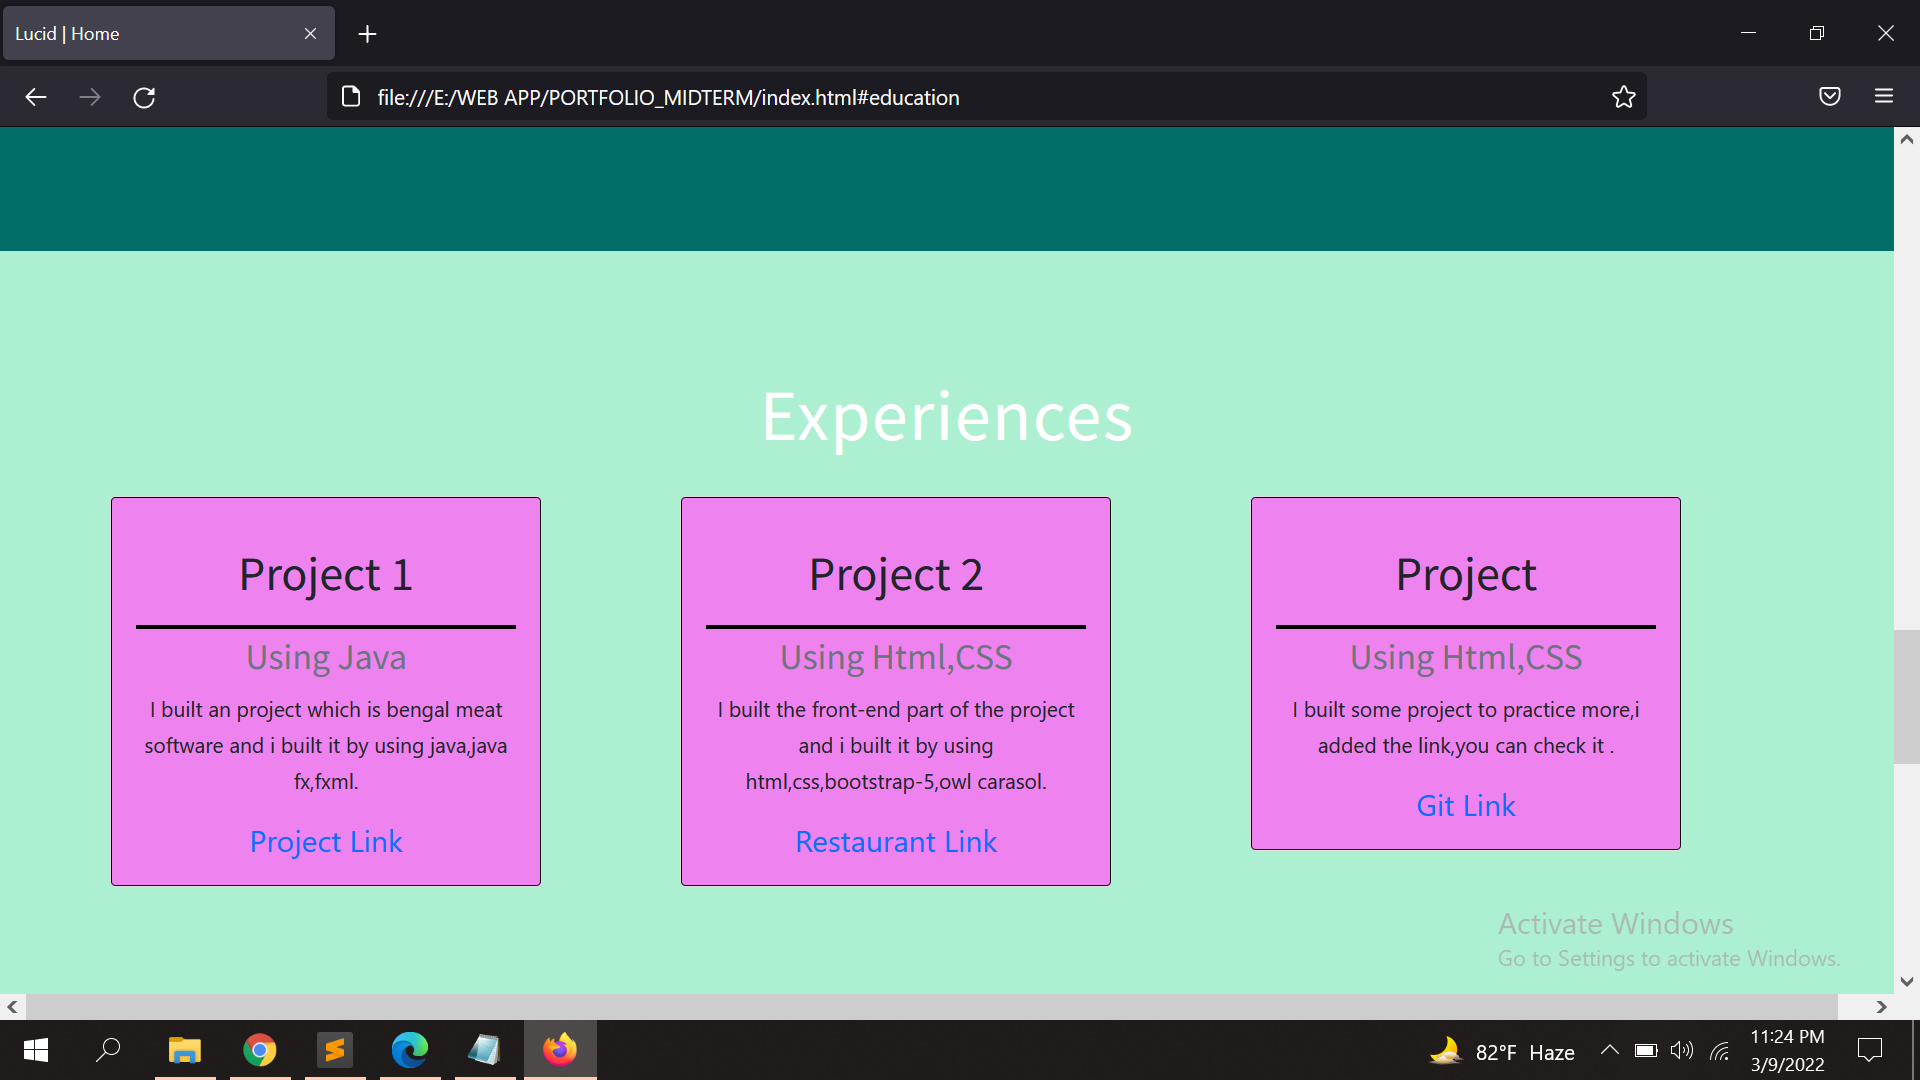 Lucid | Home
file:///E:/WEB APP/PORTFOLIO_MIDTERM/index.html#education
Experiences
Project 1
Using Java
I built an project which is bengal meat
software and i built it by using java,java
fx,fxml.
Project Link
Project 2
Using Html,CSS
I built the front-end part of the project
and i built it by using
html,css,bootstrap-5,owl carasol.
Restaurant Link
Project
Using Html,CSS
I built some project to practice more,i
added the link,you can check it .
Git Link
Activate Windows
Go to Settings to activate Windows.
82°F Haze
11:24 PM
3/9/2022